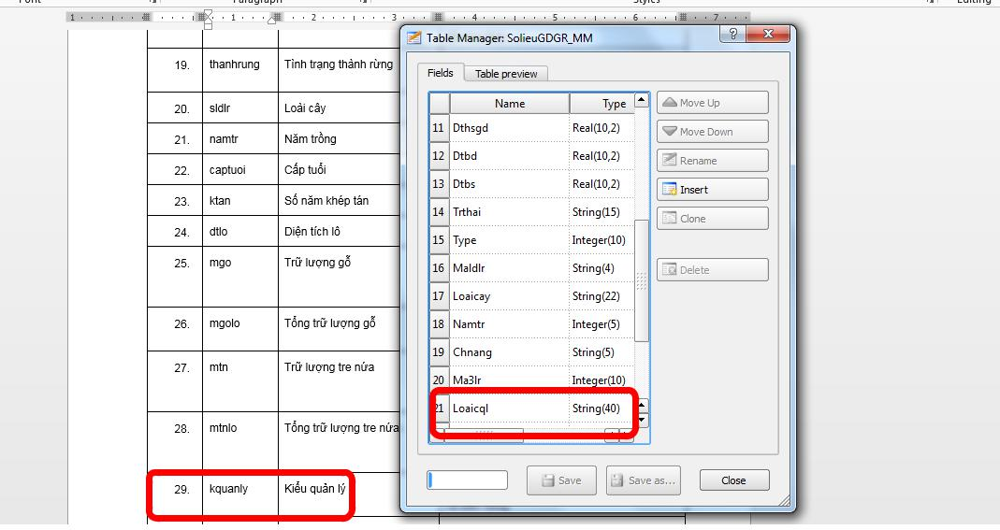 Font
Paragraph
Styles
Editing
1 1 2 3 4 5 6 7
Table Manager: SolieuGDGR_MM
19. thanhrung Tình trạng thành rừng
20. sldlr Loài cây
21. namtr Năm trồng
22. captuoi Cấp tuổi
23. ktan Số năm khép tán
24. dtlo Diện tích lô
25. mgo Trữ lượng gỗ
26. mgolo Tổng trữ lượng gỗ
27. mtn Trữ lượng tre nứa
28. mtnlo Tổng trữ lượng tre nứa
29. kquanly Kiểu quản lý
Fields
Table preview
Name Type
11 Dthsgd Real(10,2)
12 Dtbd Real(10,2)
13 Dtbs Real(10,2)
14 Trthai String(15)
15 Type Integer(10)
16 Maldlr String(4)
17 Loaicay String(22)
18 Namtr Integer(5)
19 Chnang String(5)
20 Ma3lr Integer(10)
21 Loaicql String(40)
Move Up
Move Down
Rename
Insert
Clone
Delete
Save
Save as...
Close